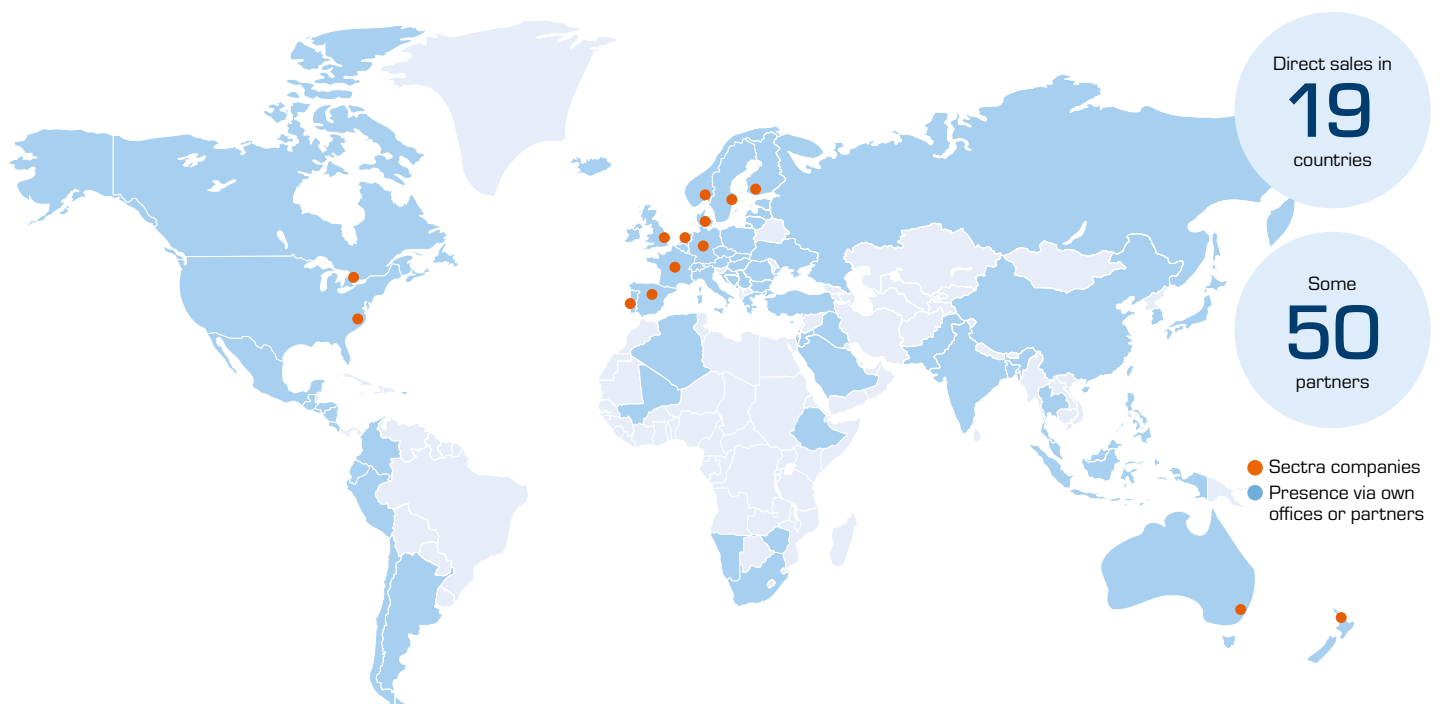 Direct sales in
19
countries
Some
50
partners
Sectra companies
Presence via own
offices or partners